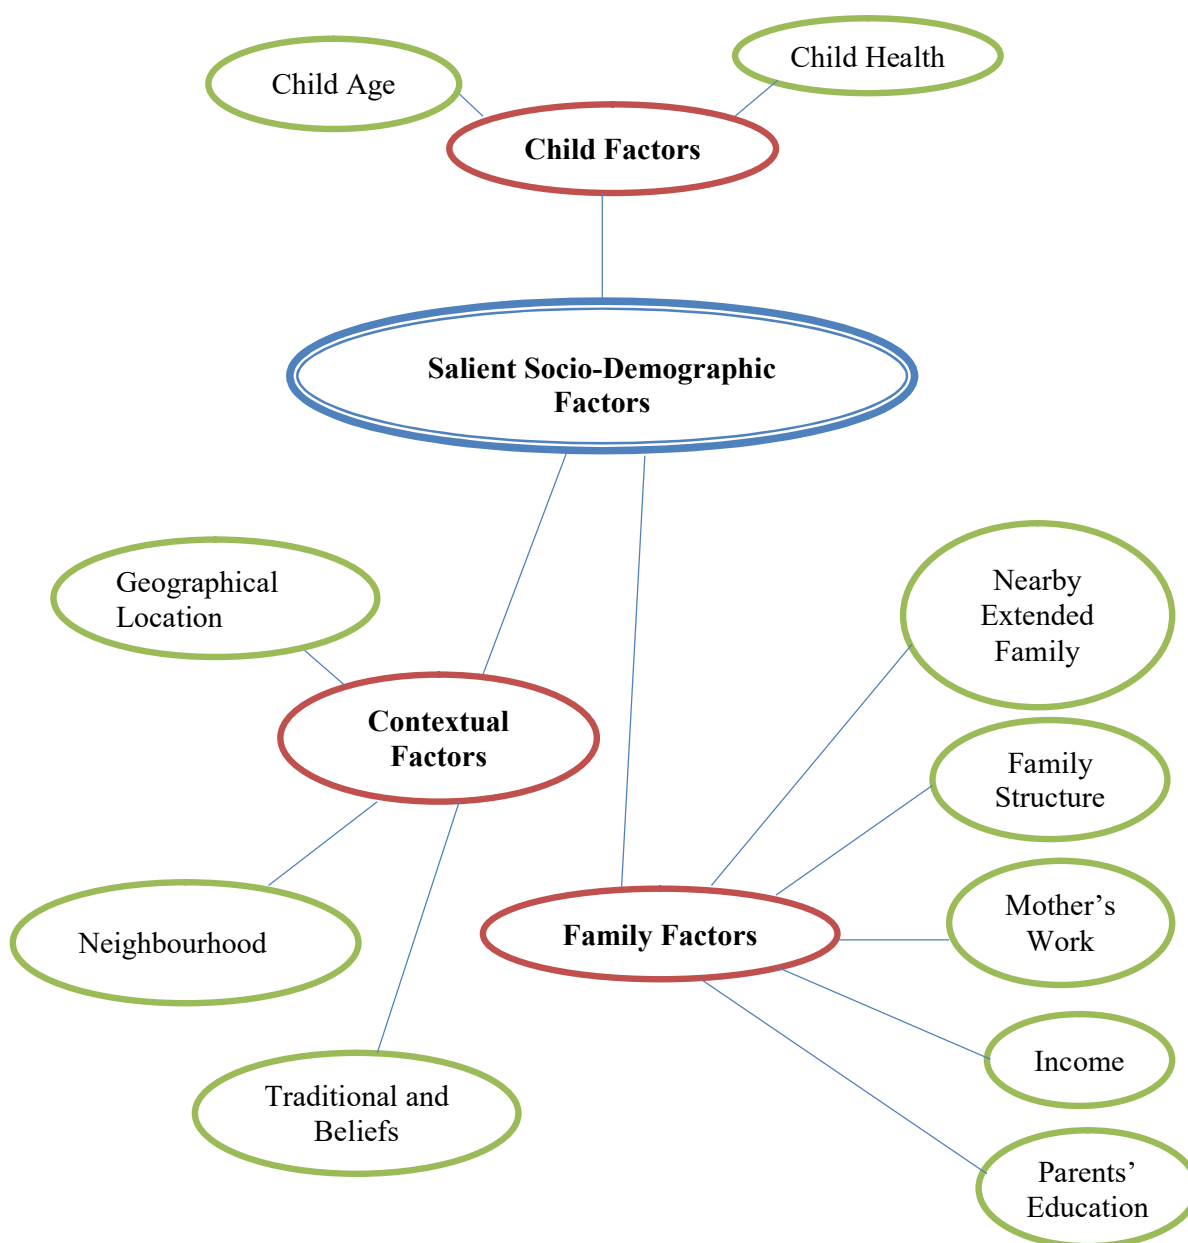 Child Age
Child Health
Child Factors
Salient Socio-Demographic
Factors
Geographical
Location
Nearby
Extended
Family
Contextual
Factors
Family
Structure
Neighbourhood
Family Factors
Mother’s
Work
Income
Traditional and
Beliefs
Parents’
Education